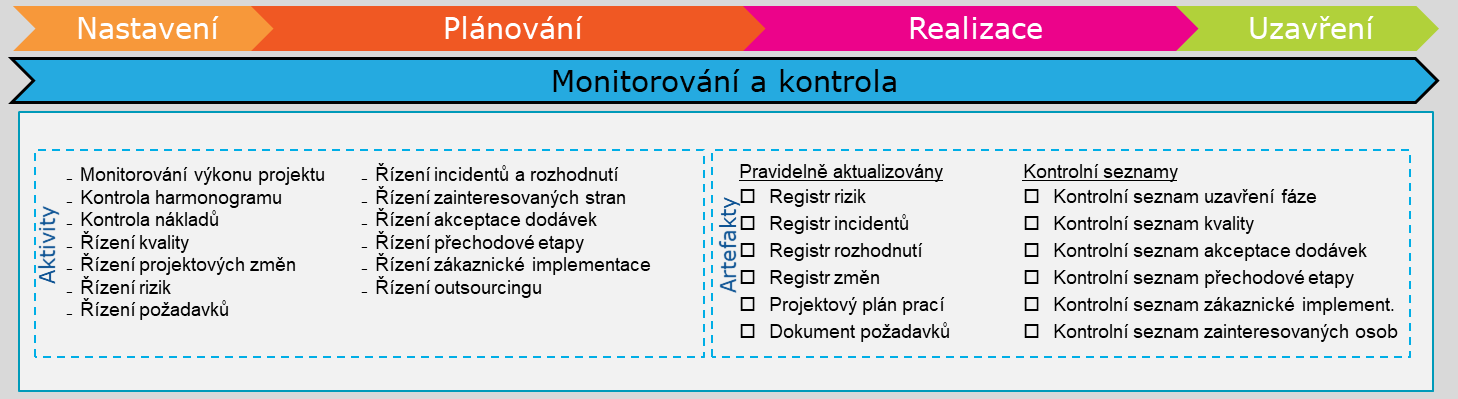 Nastavení
Plánování
Realizace
Uzavření
Monitorování a kontrola
Aktivity
- Monitorování výkonu projektu
- Kontrola harmonogramu
- Kontrola nákladů
- Řízení kvality
- Řízení projektových změn
- Řízení rizik
- Řízení požadavků
- Řízení incidentů a rozhodnutí
- Řízení zainteresovaných stran
- Řízení akceptace dodávek
- Řízení přechodové etapy
- Řízení zákaznické implementace
- Řízení outsourcingu
Artefakty
Pravidelně aktualizovány
☐ Registr rizik
☐ Registr incidentů
☐ Registr rozhodnutí
☐ Registr změn
☐ Projektový plán prací
☐ Dokument požadavků
Kontrolní seznamy
☐ Kontrolní seznam uzavření fáze
☐ Kontrolní seznam kvality
☐ Kontrolní seznam akceptace dodávek
☐ Kontrolní seznam přechodové etapy
☐ Kontrolní seznam zákaznické implement.
☐ Kontrolní seznam zainteresovaných osob